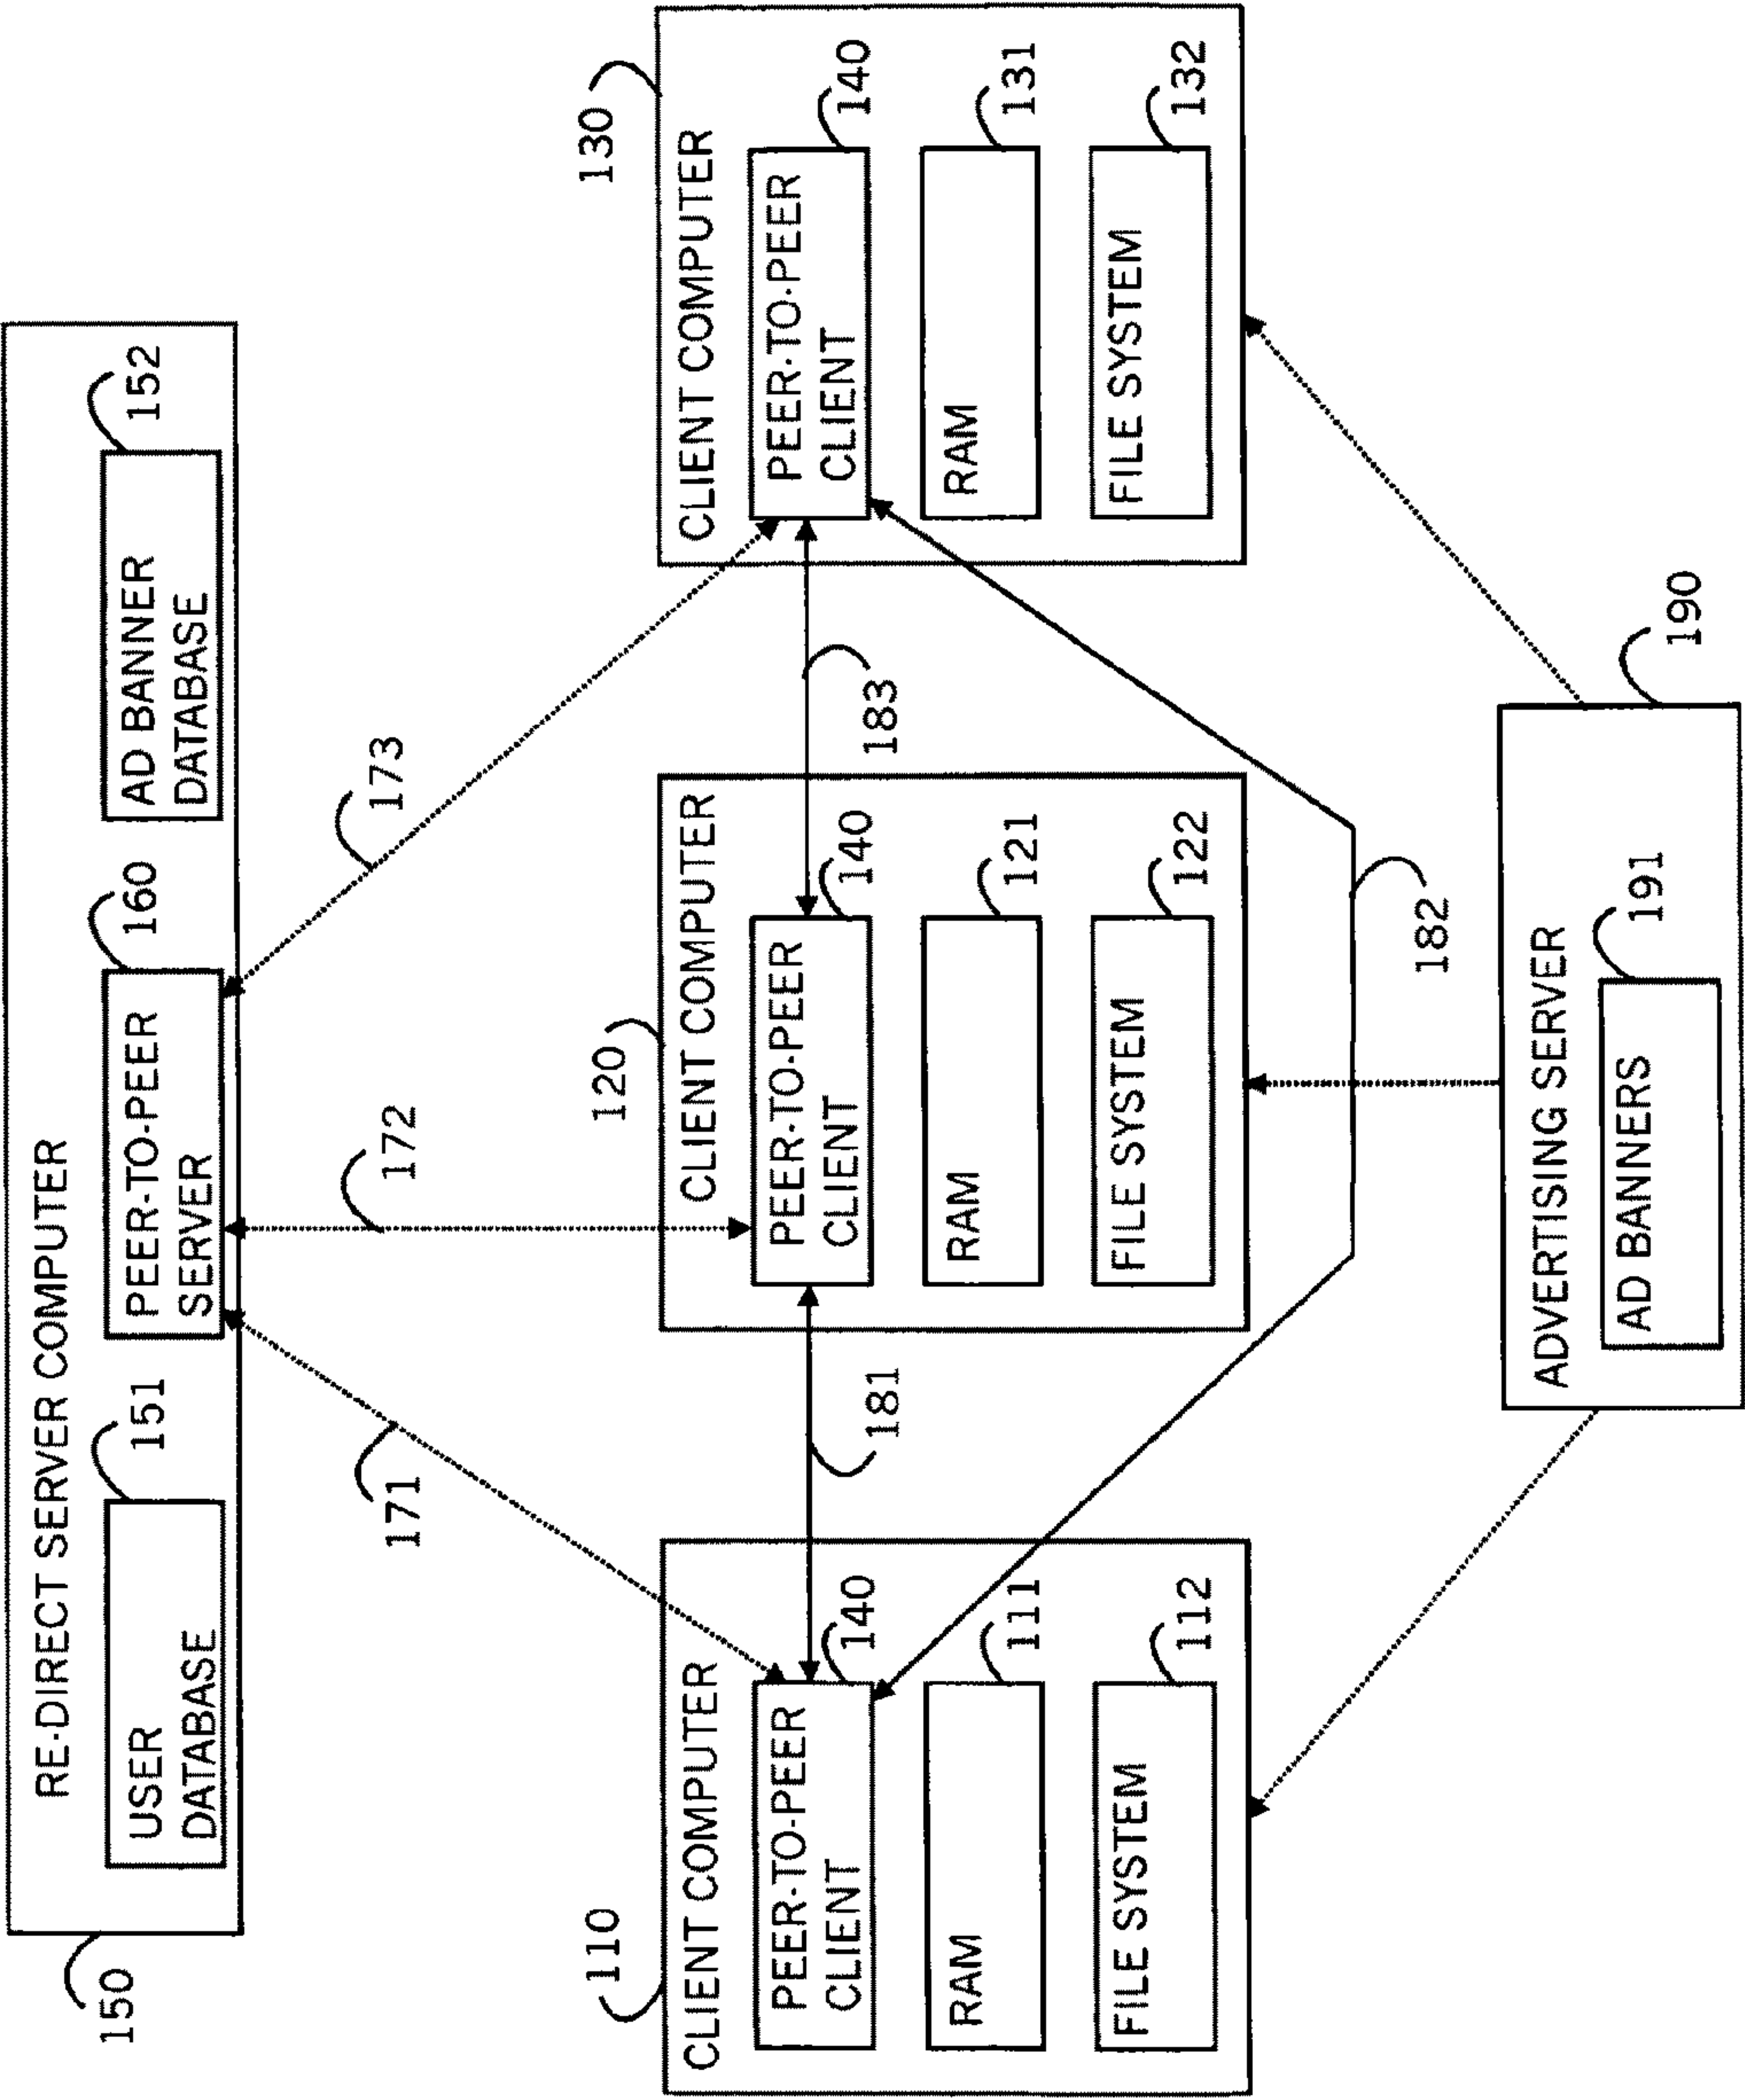 150
RE-DIRECT SERVER COMPUTER
USER
DATABASE
151
PEER-TO-PEER
SERVER
160
AD BANNER
DATABASE
152
171
172
173
110
CLIENT COMPUTER
PEER-TO-PEER
CLIENT
140
RAM
111
FILE SYSTEM
112
181
120
CLIENT COMPUTER
PEER-TO-PEER
CLIENT
140
RAM
121
FILE SYSTEM
122
183
130
CLIENT COMPUTER
PEER-TO-PEER
CLIENT
140
RAM
131
FILE SYSTEM
132
182
ADVERTISING SERVER
190
AD BANNERS
191